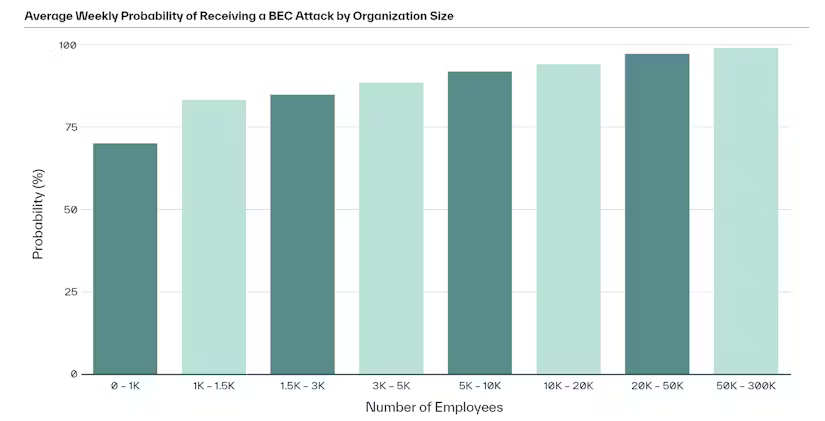 Average Weekly Probability of Receiving a BEC Attack by Organization Size
100
75
50
25
0
Probability (%)
0 – 1K 1K – 1.5K 1.5K – 3K 3K – 5K 5K – 10K 10K – 20K 20K – 50K 50K – 300K
Number of Employees